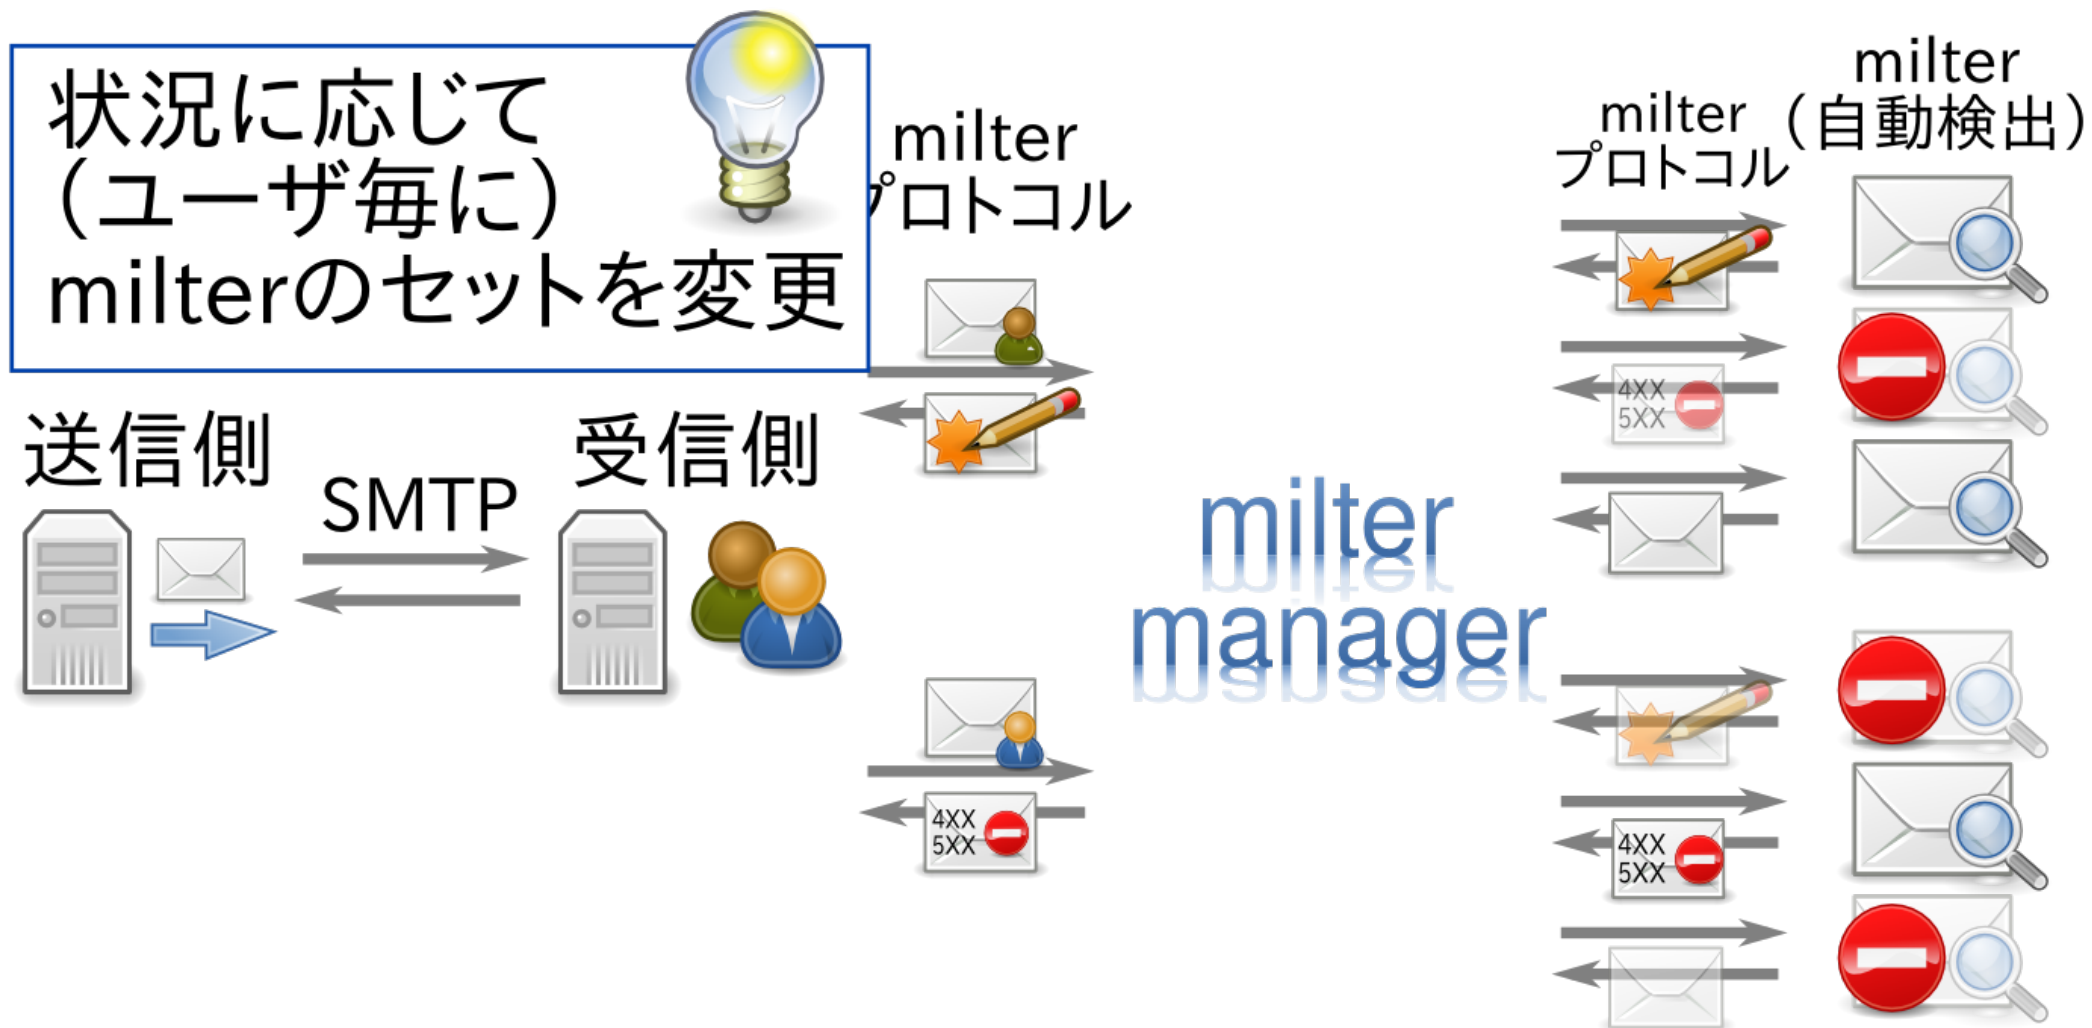 状況に応じて
(ユーザ毎に)
milterのセットを変更
milter
プロトコル
milter
プロトコル
milter
(自動検出)
送信側
SMTP
受信側
milter
manager
4XX
5XX
4XX
5XX
4XX
5XX